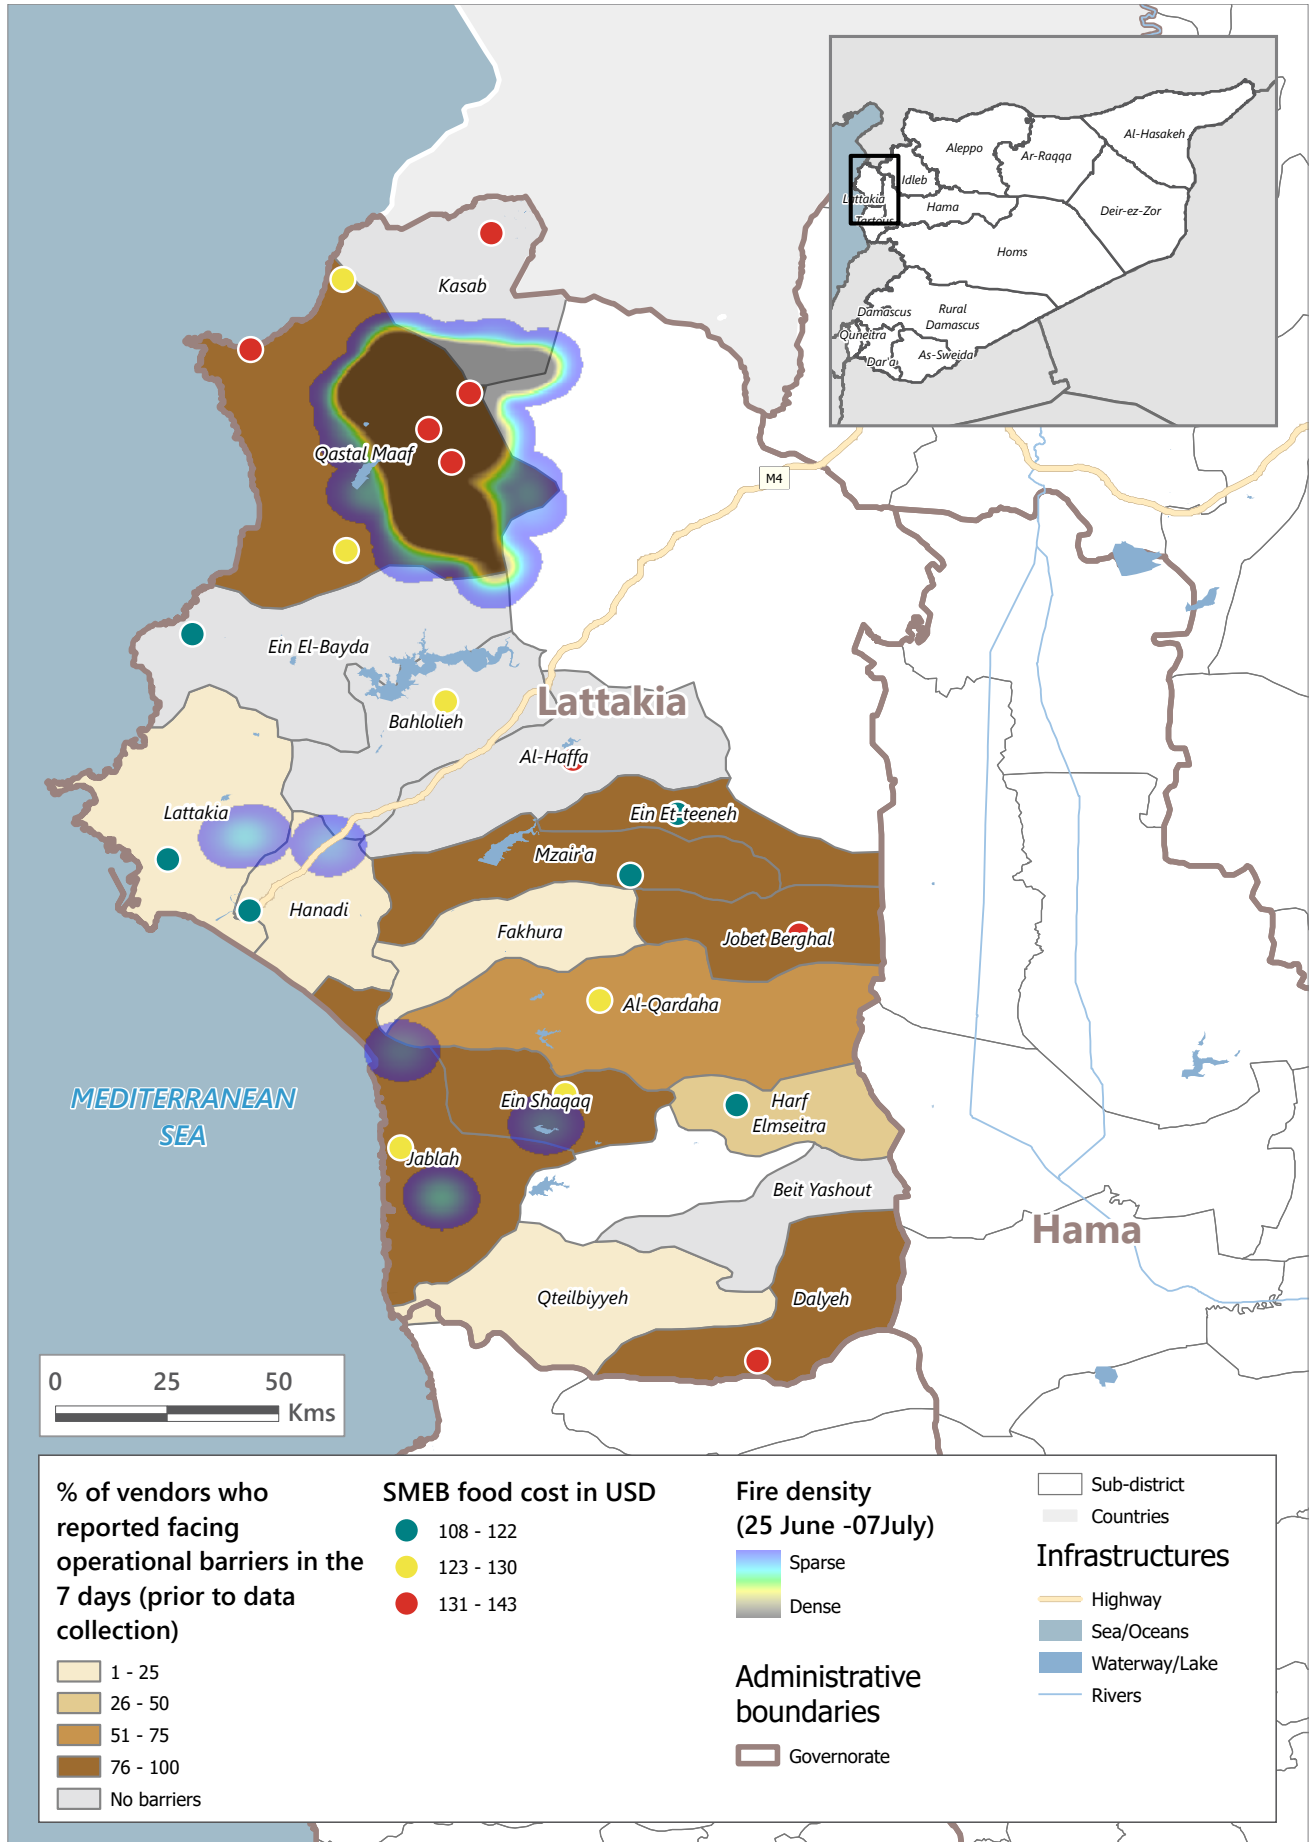 Aleppo
Al-Hasakeh
Ar-Raqqa
Idleb
Lattakia
Hama
Deir-ez-Zor
Tartous
Homs
Damascus
Rural
Damascus
Quneitra
Dar'a
As-Sweida
Kasab
Qastal Maaf
M4
Ein El-Bayda
Lattakia
Bahlolieh
Al-Haffa
Lattakia
Ein Et-teeneh
Mzair'a
Hanadi
Fakhura
Jobet Berghal
Al-Qardaha
MEDITERRANEAN
SEA
Ein Shaqaq
Harf
Elmseitra
Jablah
Beit Yashout
Hama
Qteilbiyyeh
Dalyeh
0 25 50
Kms
% of vendors who
reported facing
operational barriers in the
7 days (prior to data
collection)
1 - 25
26 - 50
51 - 75
76 - 100
No barriers
SMEB food cost in USD
108 - 122
123 - 130
131 - 143
Fire density
(25 June -07July)
Sparse
Dense
Administrative
boundaries
Governorate
Sub-district
Countries
Infrastructures
Highway
Sea/Oceans
Waterway/Lake
Rivers